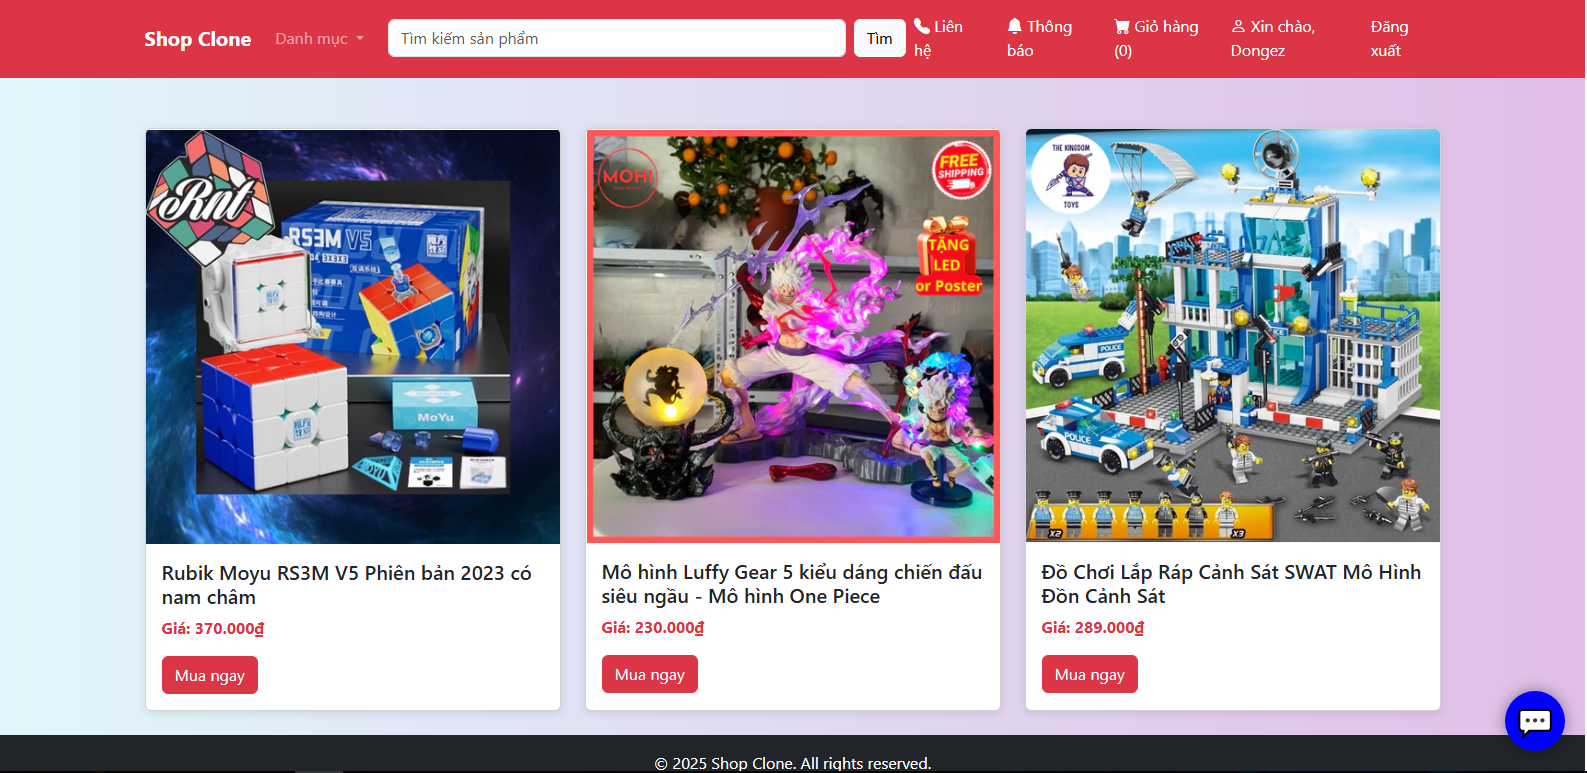 Shop Clone
Danh mục
Tìm kiếm sản phẩm
Tìm
Liên hệ
Thông báo
Giỏ hàng (0)
Xin chào, Dongez
Đăng xuất
Rnt
RS3M V5
3X3X3
MoYu
MOYU
Rubik Moyu RS3M V5 Phiên bản 2023 có
nam châm
Giá: 370.000₫
Mua ngay
MOHI
FREE
SHIPPING
TẶNG
LED
or Poster
Mô hình Luffy Gear 5 kiểu dáng chiến đấu
siêu ngầu - Mô hình One Piece
Giá: 230.000₫
Mua ngay
THE KINGDOM
TOYS
POLICE
POLICE
X2
X3
Đồ Chơi Lắp Ráp Cảnh Sát SWAT Mô Hình
Đồn Cảnh Sát
Giá: 289.000₫
Mua ngay
© 2025 Shop Clone. All rights reserved.